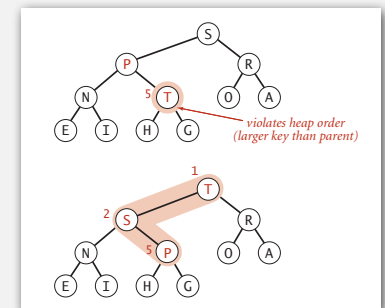 S
P R
N 5 T O A
E I H G
violates heap order
(larger key than parent)
1 T
2 S R
N 5 P O A
E I H G